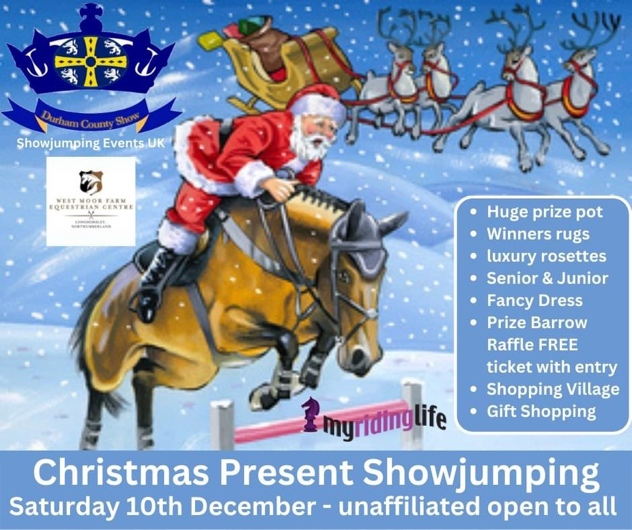 Durham County Show
Showjumping Events UK
WEST MOOR FARM
EQUESTRIAN CENTRE
LONGHORSLEY,
NORTHUMBERLAND
• Huge prize pot
• Winners rugs
• luxury rosettes
• Senior & Junior
• Fancy Dress
• Prize Barrow
Raffle FREE
ticket with entry
• Shopping Village
• Gift Shopping
myridinglife
Christmas Present Showjumping
Saturday 10th December - unaffiliated open to all